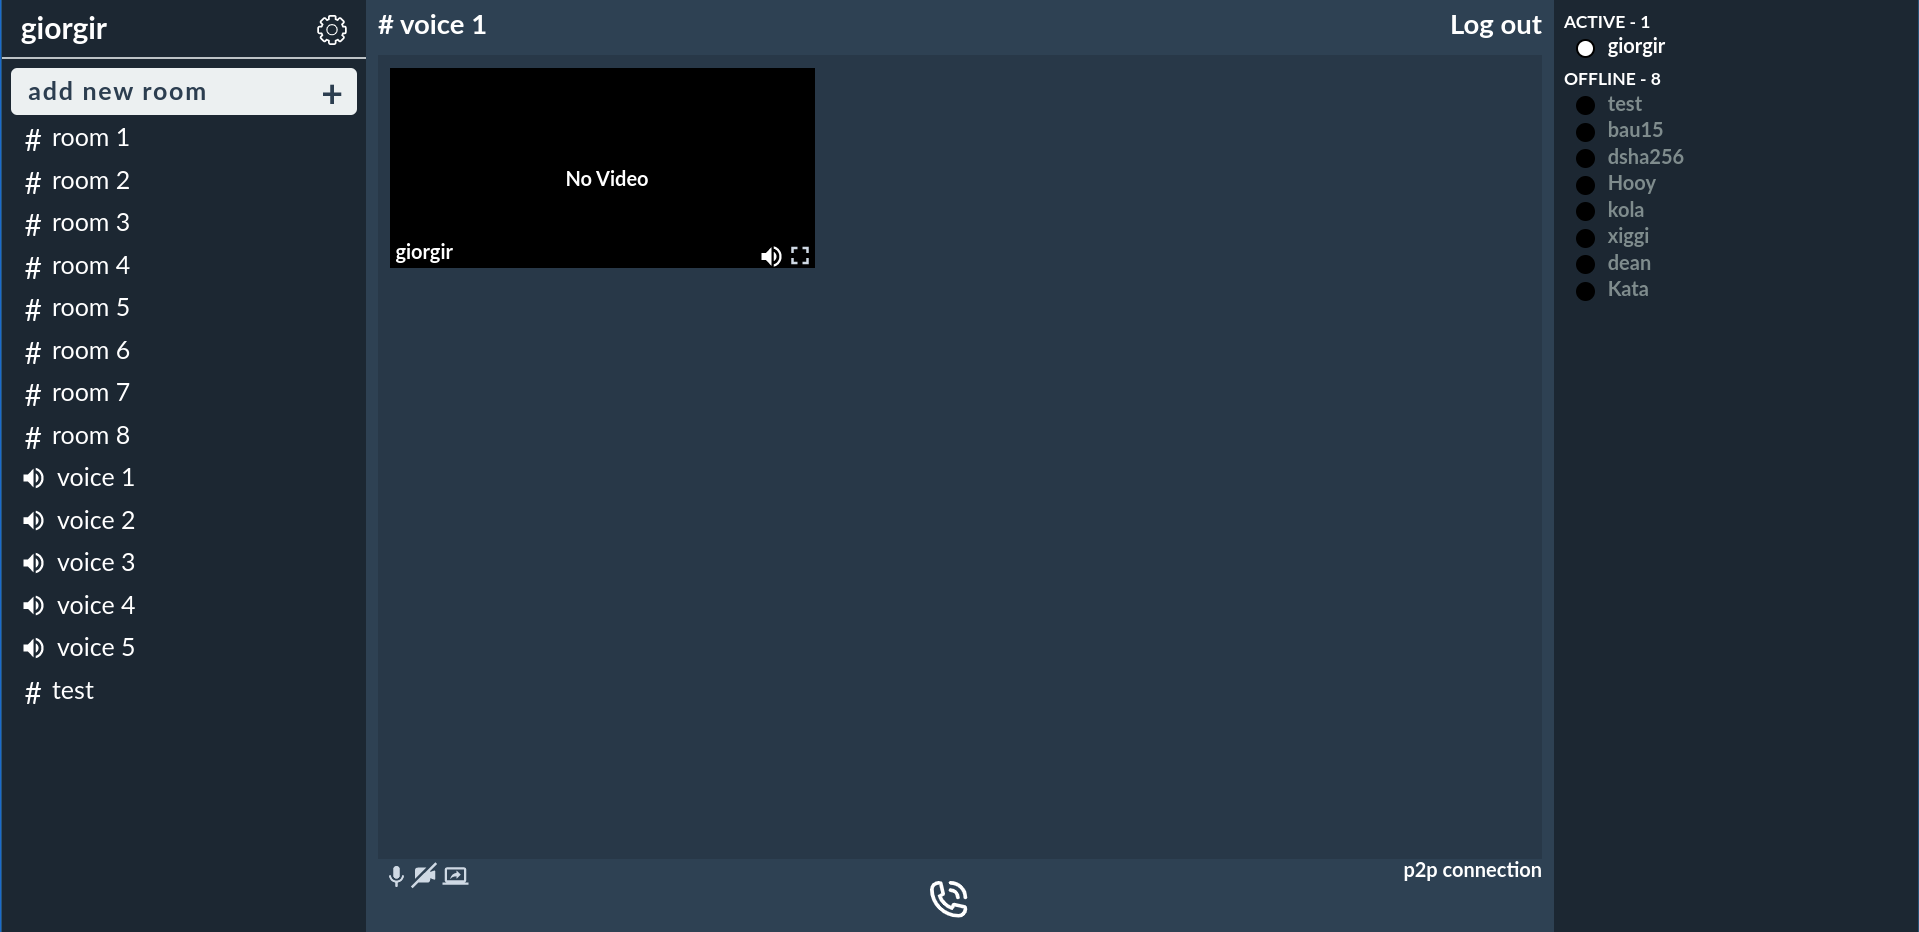 giorgir
add new room +
# room 1
# room 2
# room 3
# room 4
# room 5
# room 6
# room 7
# room 8
voice 1
voice 2
voice 3
voice 4
voice 5
# test
# voice 1
Log out
No Video
giorgir
p2p connection
ACTIVE - 1
giorgir
OFFLINE - 8
test
bau15
dsha256
Hooy
kola
xiggi
dean
Kata